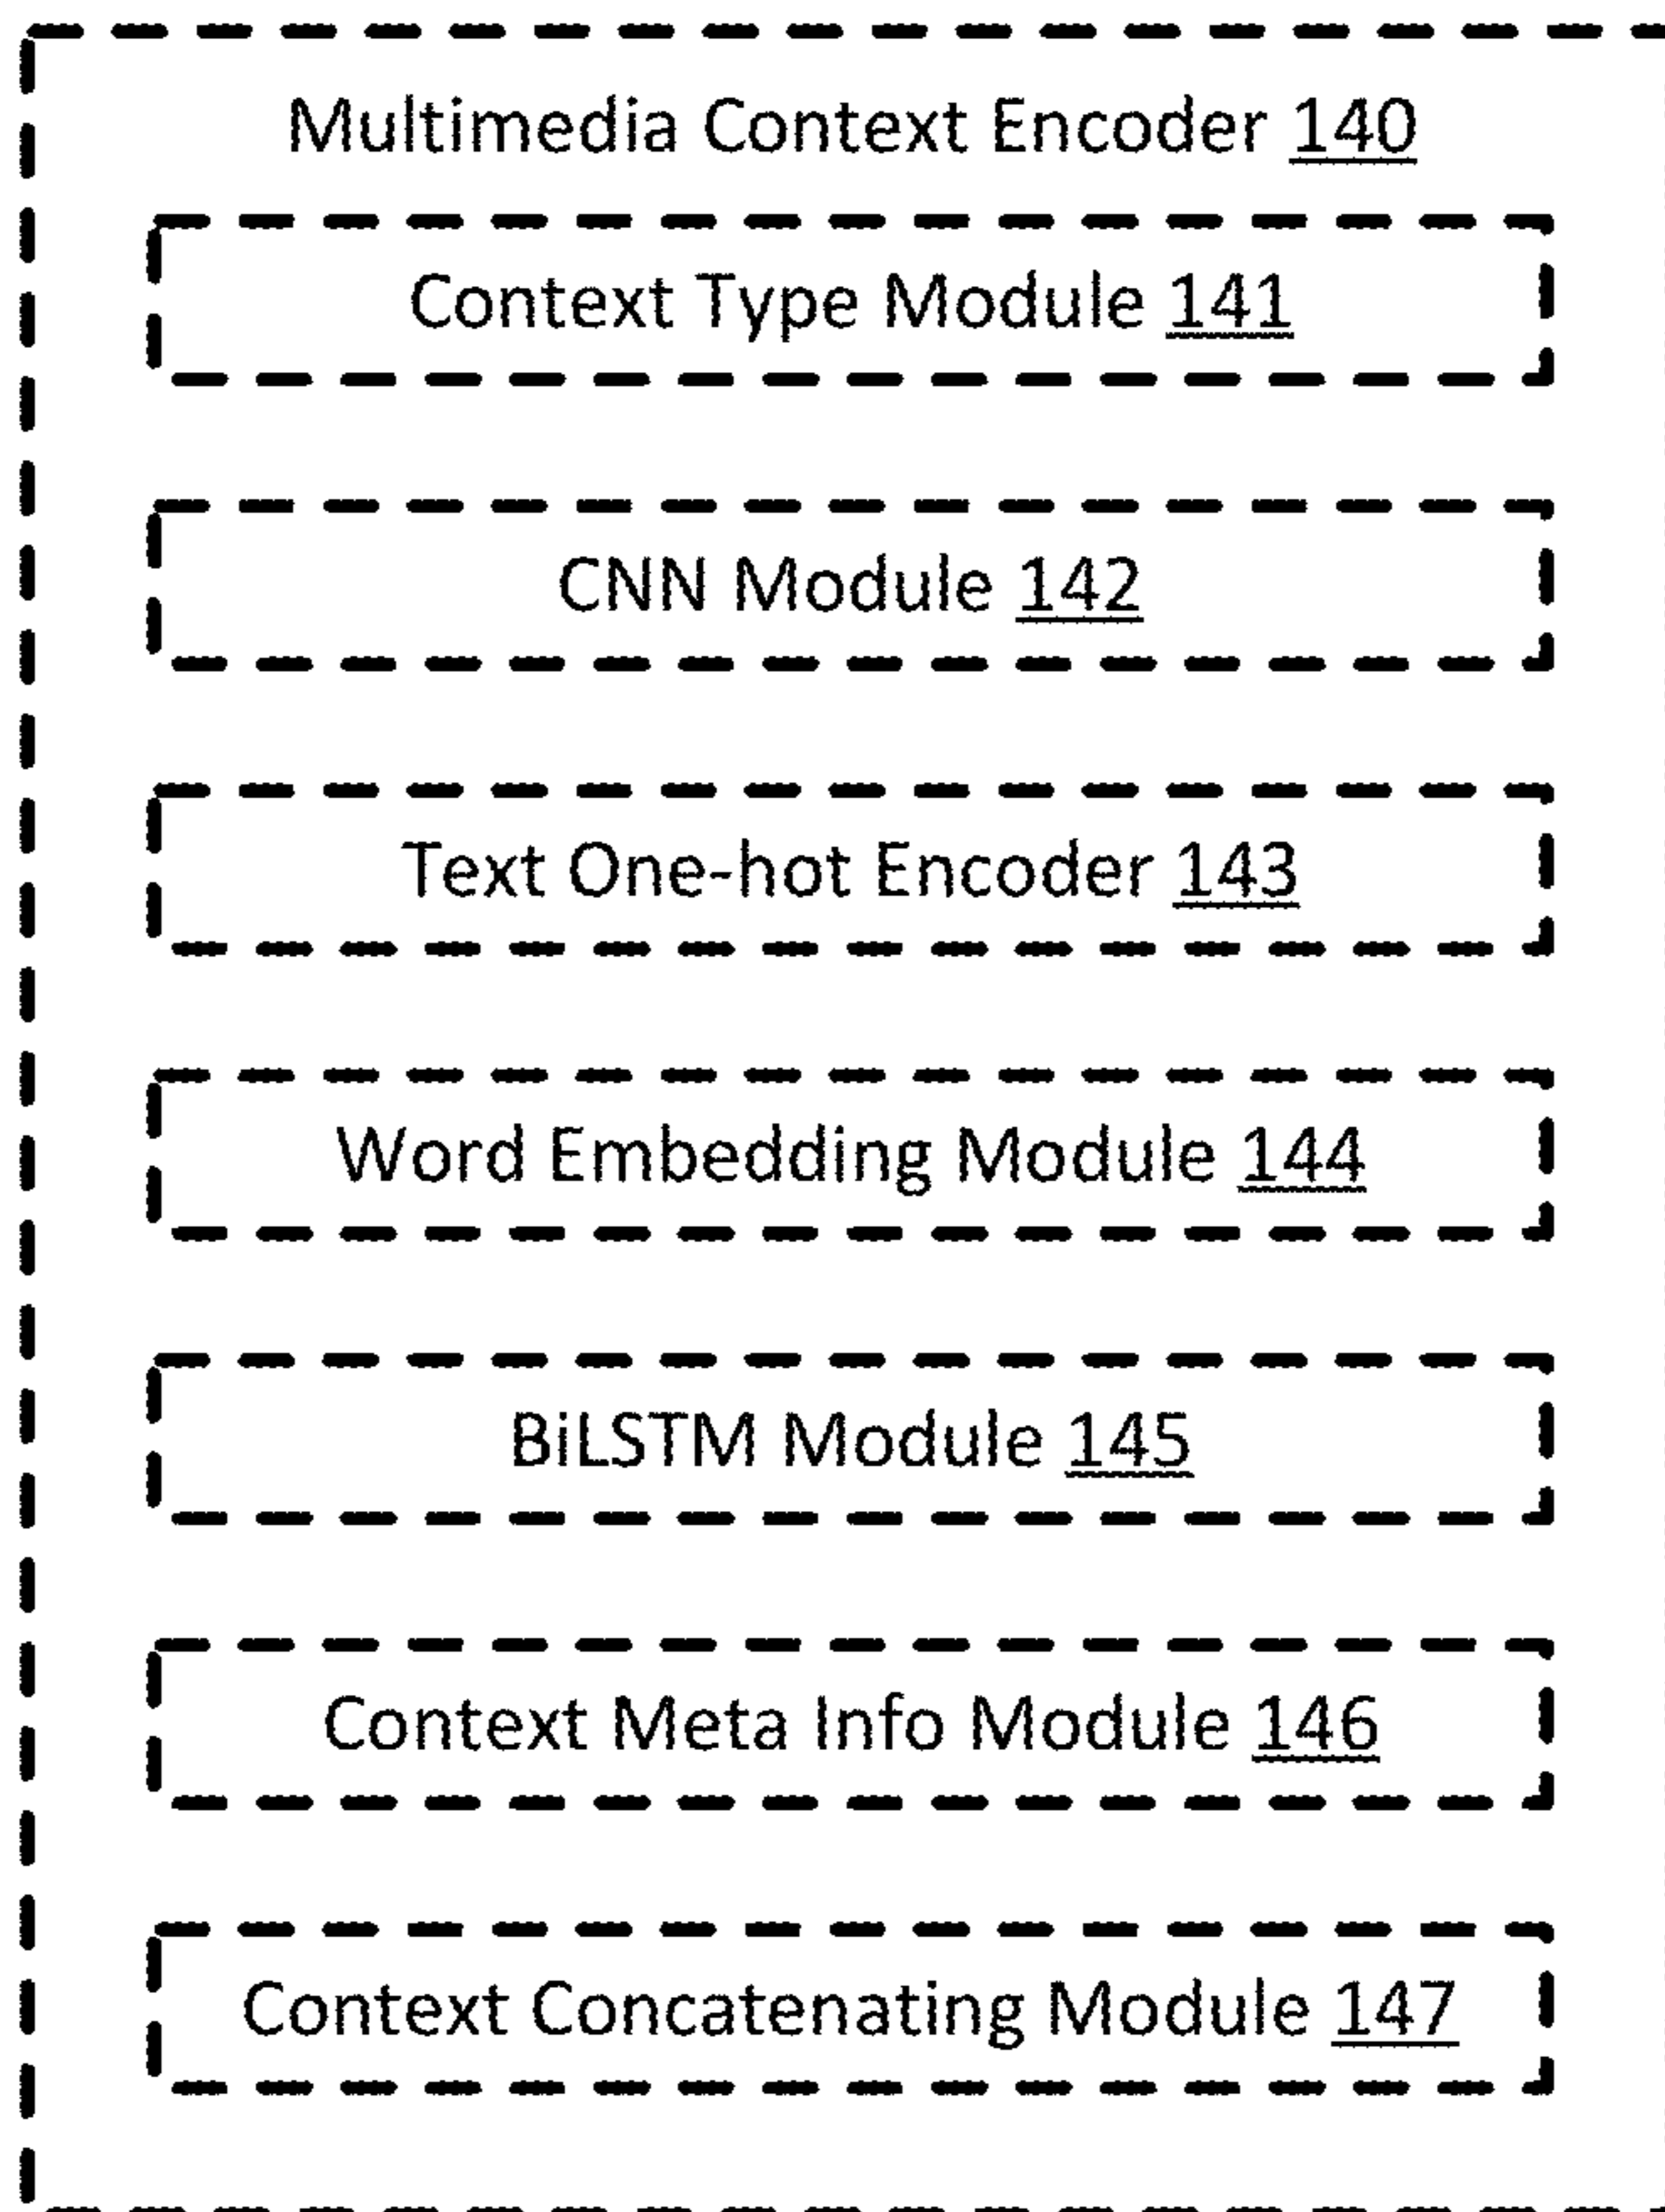 Multimedia Context Encoder 140
Context Type Module 141
CNN Module 142
Text One-hot Encoder 143
Word Embedding Module 144
BiLSTM Module 145
Context Meta Info Module 146
Context Concatenating Module 147